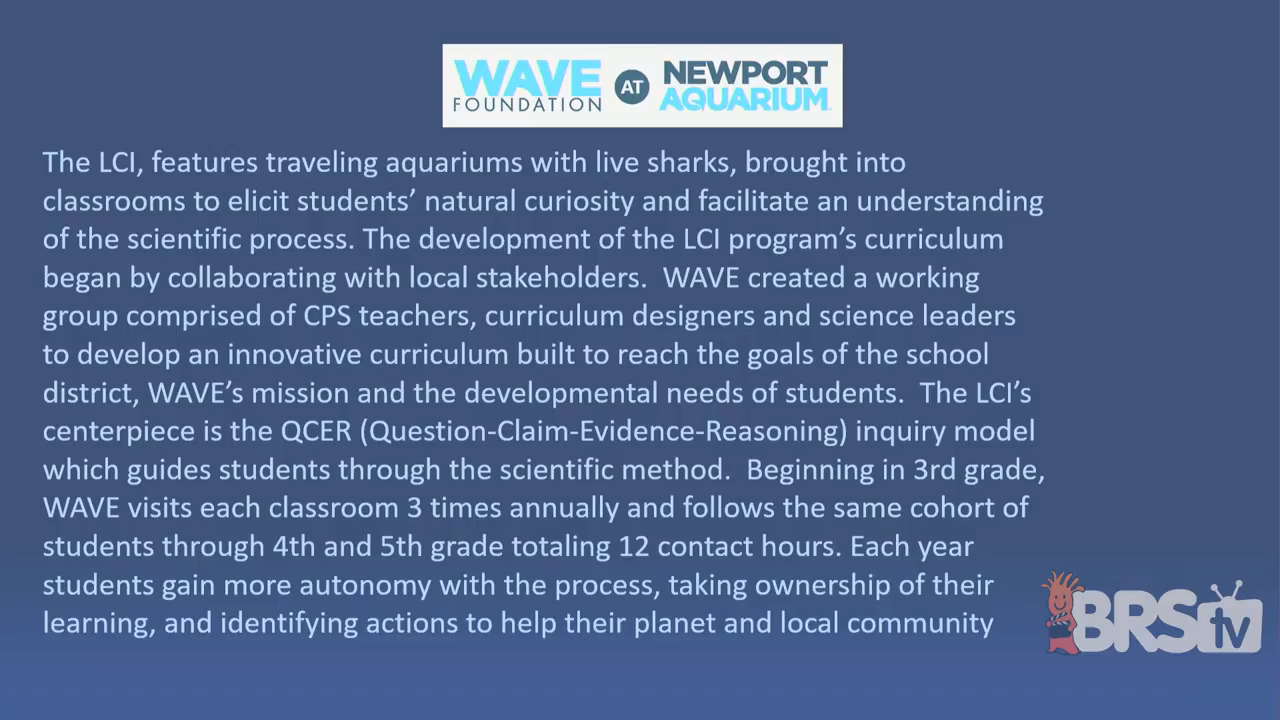 WAVE FOUNDATION AT NEWPORT AQUARIUM
The LCI, features traveling aquariums with live sharks, brought into
classrooms to elicit students’ natural curiosity and facilitate an understanding
of the scientific process. The development of the LCI program’s curriculum
began by collaborating with local stakeholders.  WAVE created a working
group comprised of CPS teachers, curriculum designers and science leaders
to develop an innovative curriculum built to reach the goals of the school
district, WAVE’s mission and the developmental needs of students.  The LCI’s
centerpiece is the QCER (Question-Claim-Evidence-Reasoning) inquiry model
which guides students through the scientific method.  Beginning in 3rd grade,
WAVE visits each classroom 3 times annually and follows the same cohort of
students through 4th and 5th grade totaling 12 contact hours. Each year
students gain more autonomy with the process, taking ownership of their
learning, and identifying actions to help their planet and local community
BRS tv